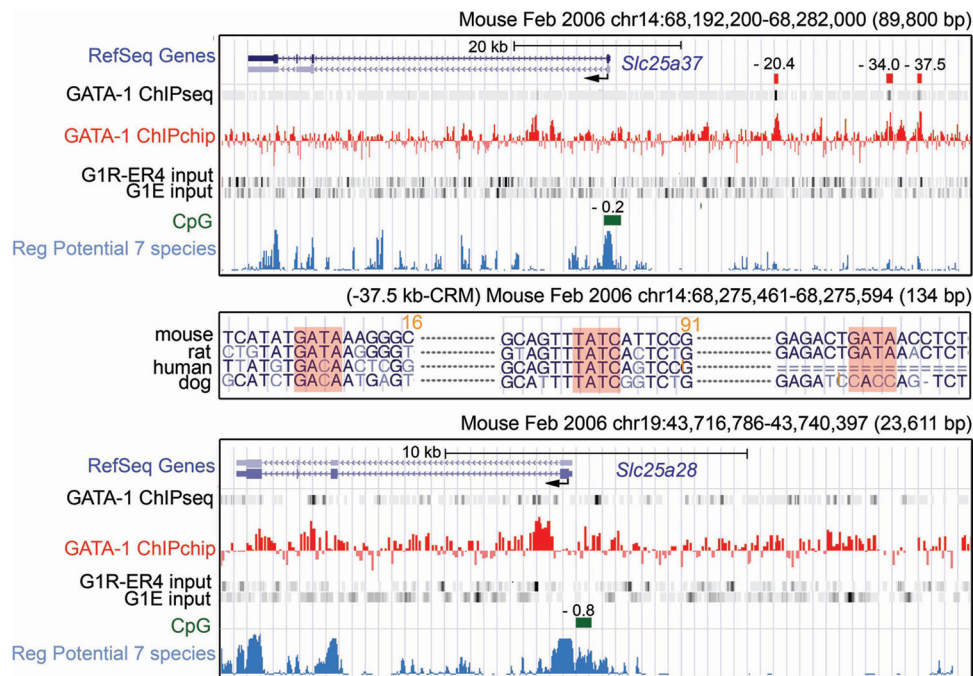 Mouse Feb 2006 chr14:68,192,200-68,282,000 (89,800 bp)
20 kb
RefSeq Genes
Slc25a37
- 20.4
- 34.0
- 37.5
GATA-1 ChIPseq
GATA-1 ChIPchip
G1R-ER4 input
G1E input
- 0.2
CpG
Reg Potential 7 species
(-37.5 kb-CRM) Mouse Feb 2006 chr14:68,275,461-68,275,594 (134 bp)
16
91
mouse TCATATGATAAAGGGC GCAGTTTATCATTCCG GAGACTGATAACCTCT
rat CTGTATGATAAGGGGT GTAGTTTATCACTCCG GAGACTGATAAACTCT
human TTATGTGACAACTCGG GCAGTTTATCAGTCCG ================
dog GCATCTGACAATGAGT GCATTTTATCGGTCTG GAGATCCACCAG-TCT
Mouse Feb 2006 chr19:43,716,786-43,740,397 (23,611 bp)
10 kb
RefSeq Genes
Slc25a28
GATA-1 ChIPseq
GATA-1 ChIPchip
G1R-ER4 input
G1E input
- 0.8
CpG
Reg Potential 7 species